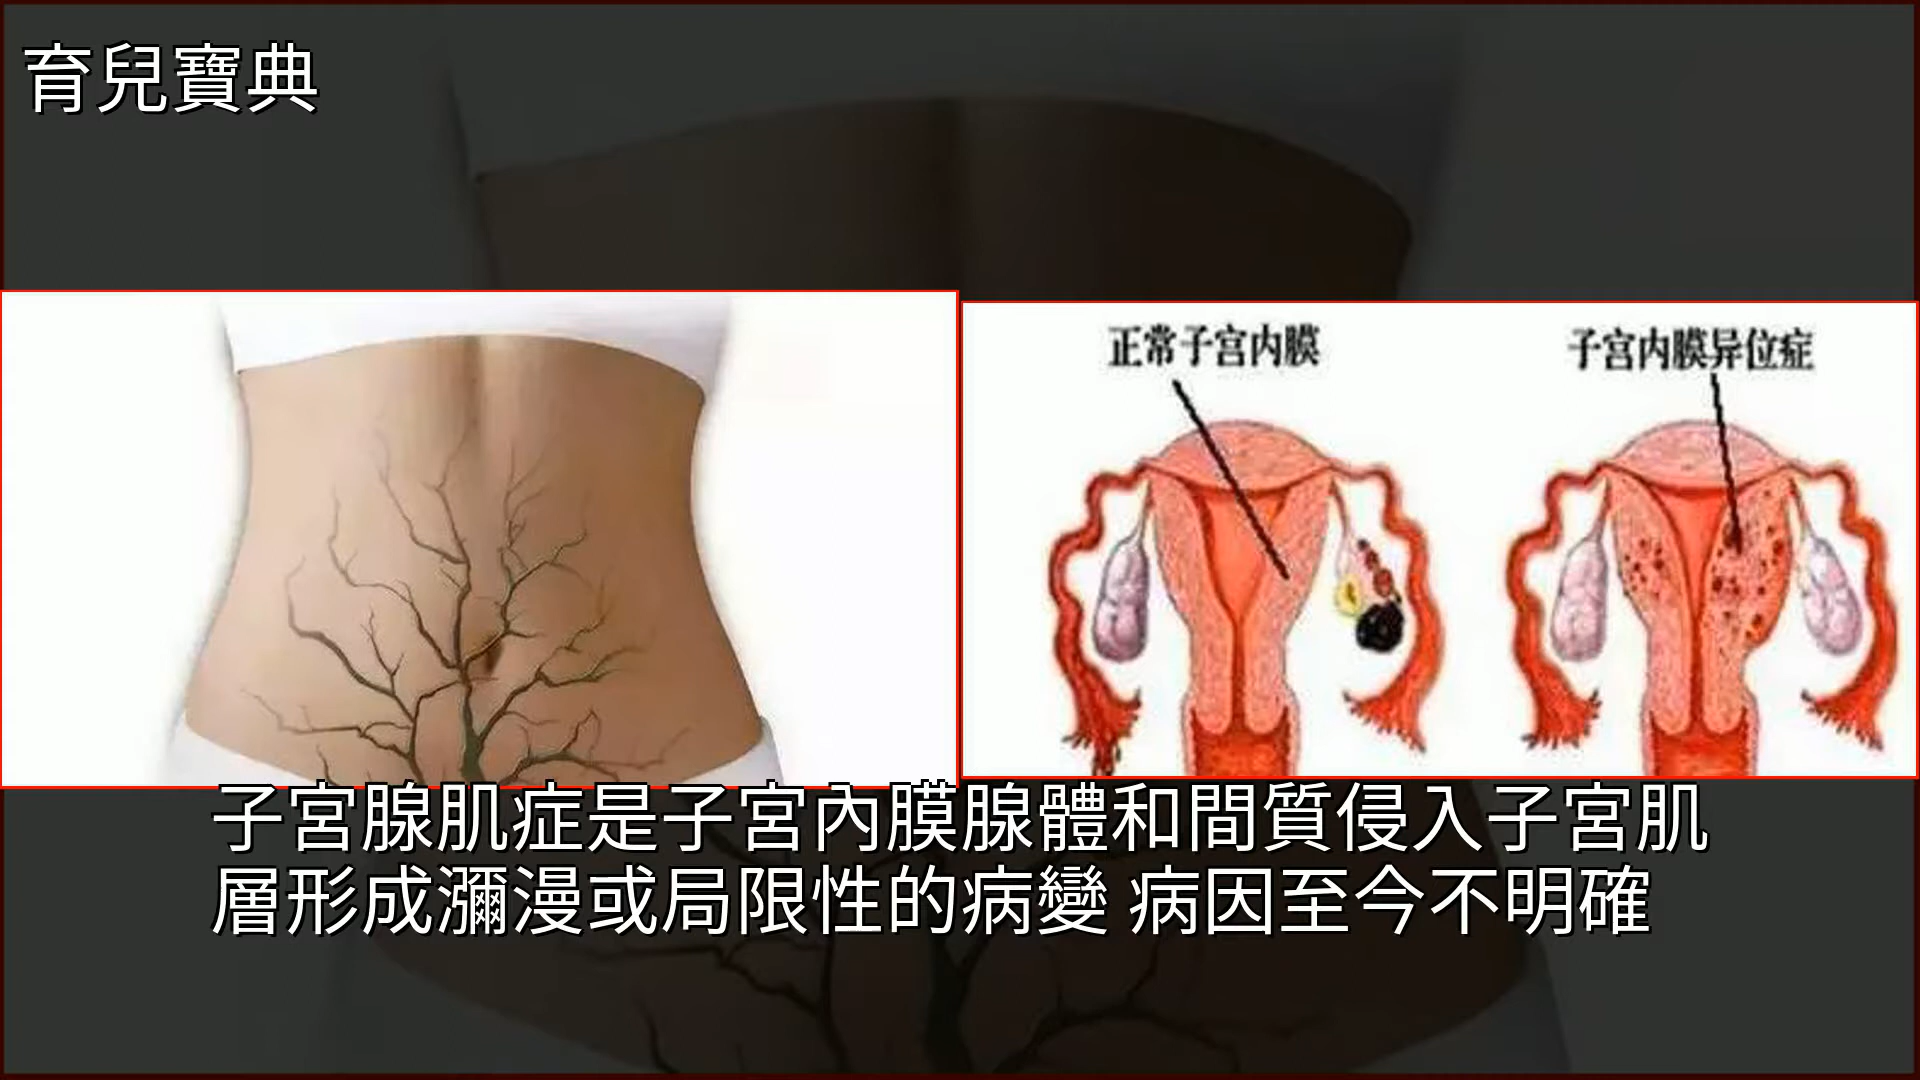 育兒寶典
正常子宫内膜
子宫内膜异位症
子宮腺肌症是子宮內膜腺體和間質侵入子宮肌
層形成瀰漫或局限性的病變 病因至今不明確